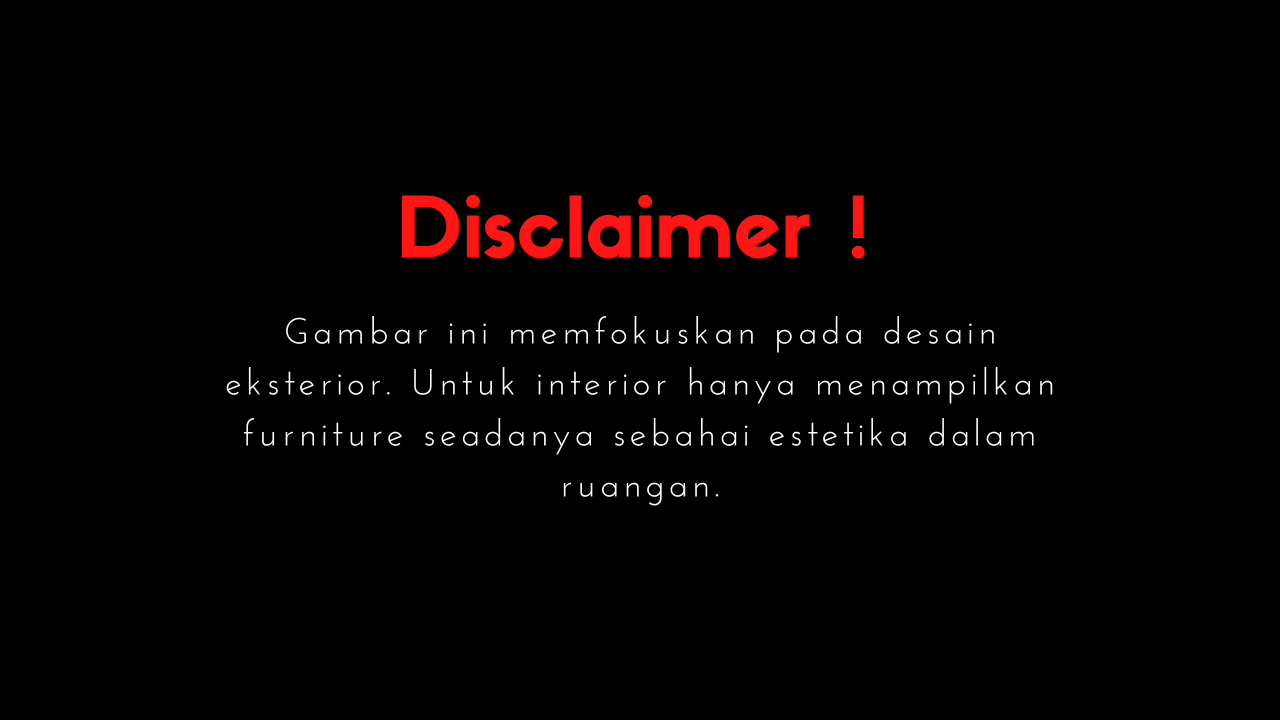 Disclaimer !
Gambar ini memfokuskan pada desain
eksterior. Untuk interior hanya menampilkan
furniture seadanya sebahai estetika dalam
ruangan.